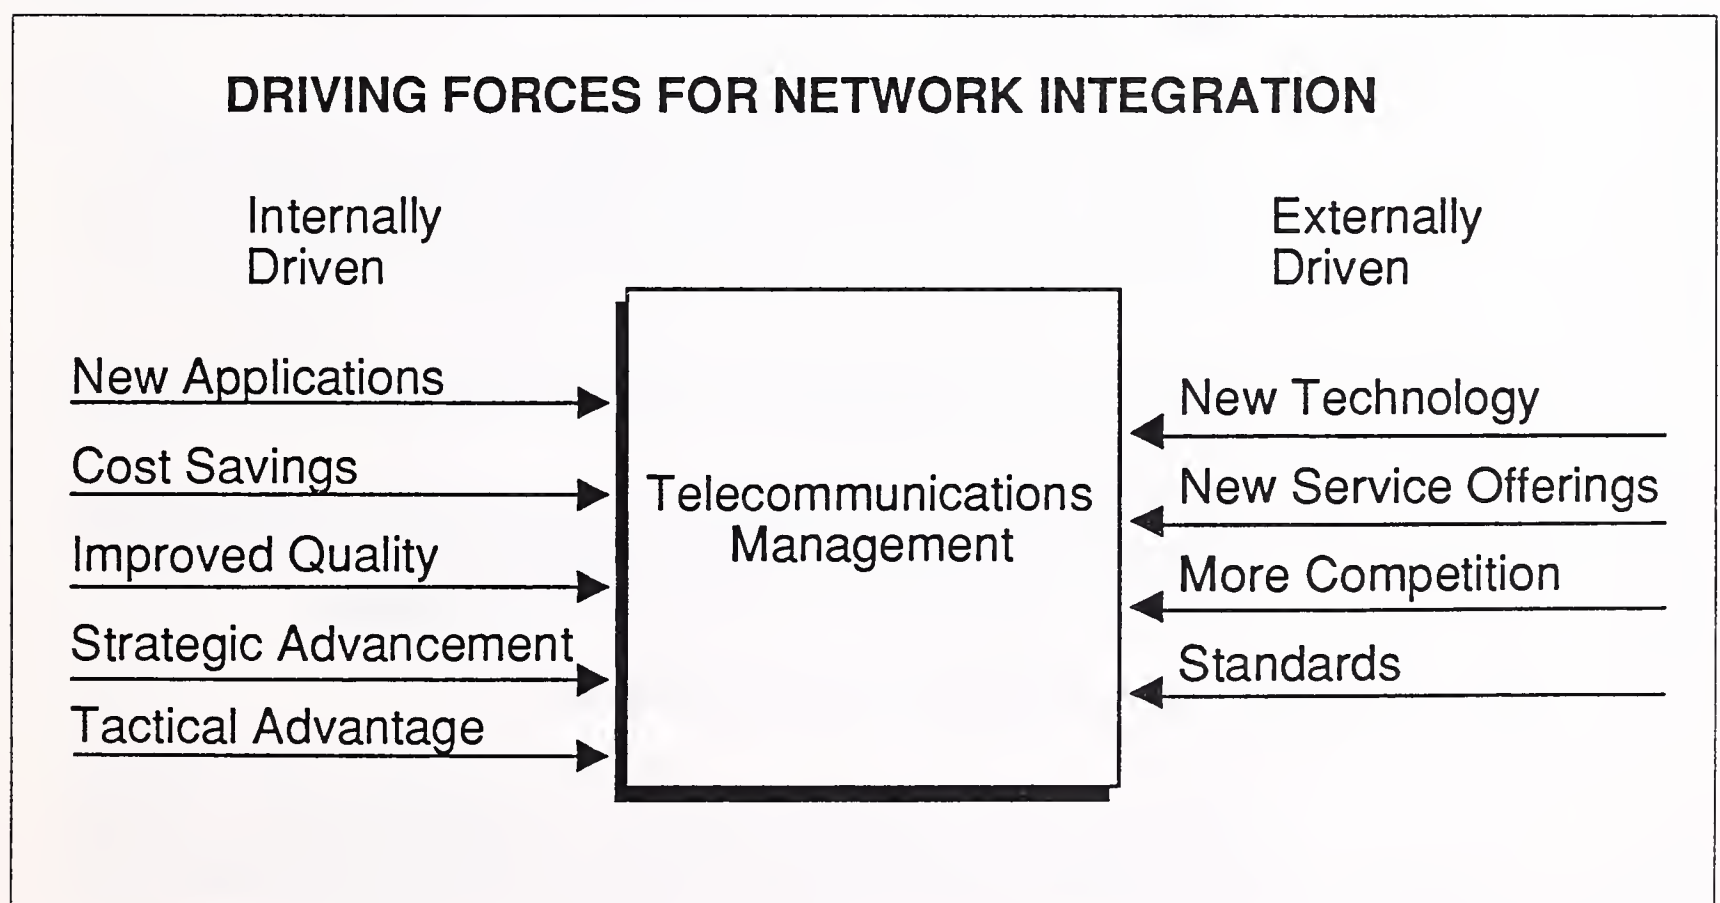 DRIVING FORCES FOR NETWORK INTEGRATION
Internally
Driven
New Applications
Cost Savings
Improved Quality
Strategic Advancement
Tactical Advantage
Telecommunications
Management
Externally
Driven
New Technology
New Service Offerings
More Competition
Standards